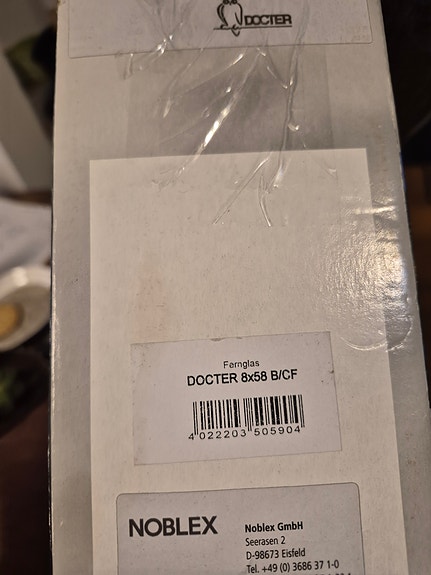 DOCTER
Fernglas
DOCTER 8x58 B/CF
4 022203 505904
NOBLEX
Noblex GmbH
Seerasen 2
D-98673 Eisfeld
Tel. +49 (0) 3686 37 1-0